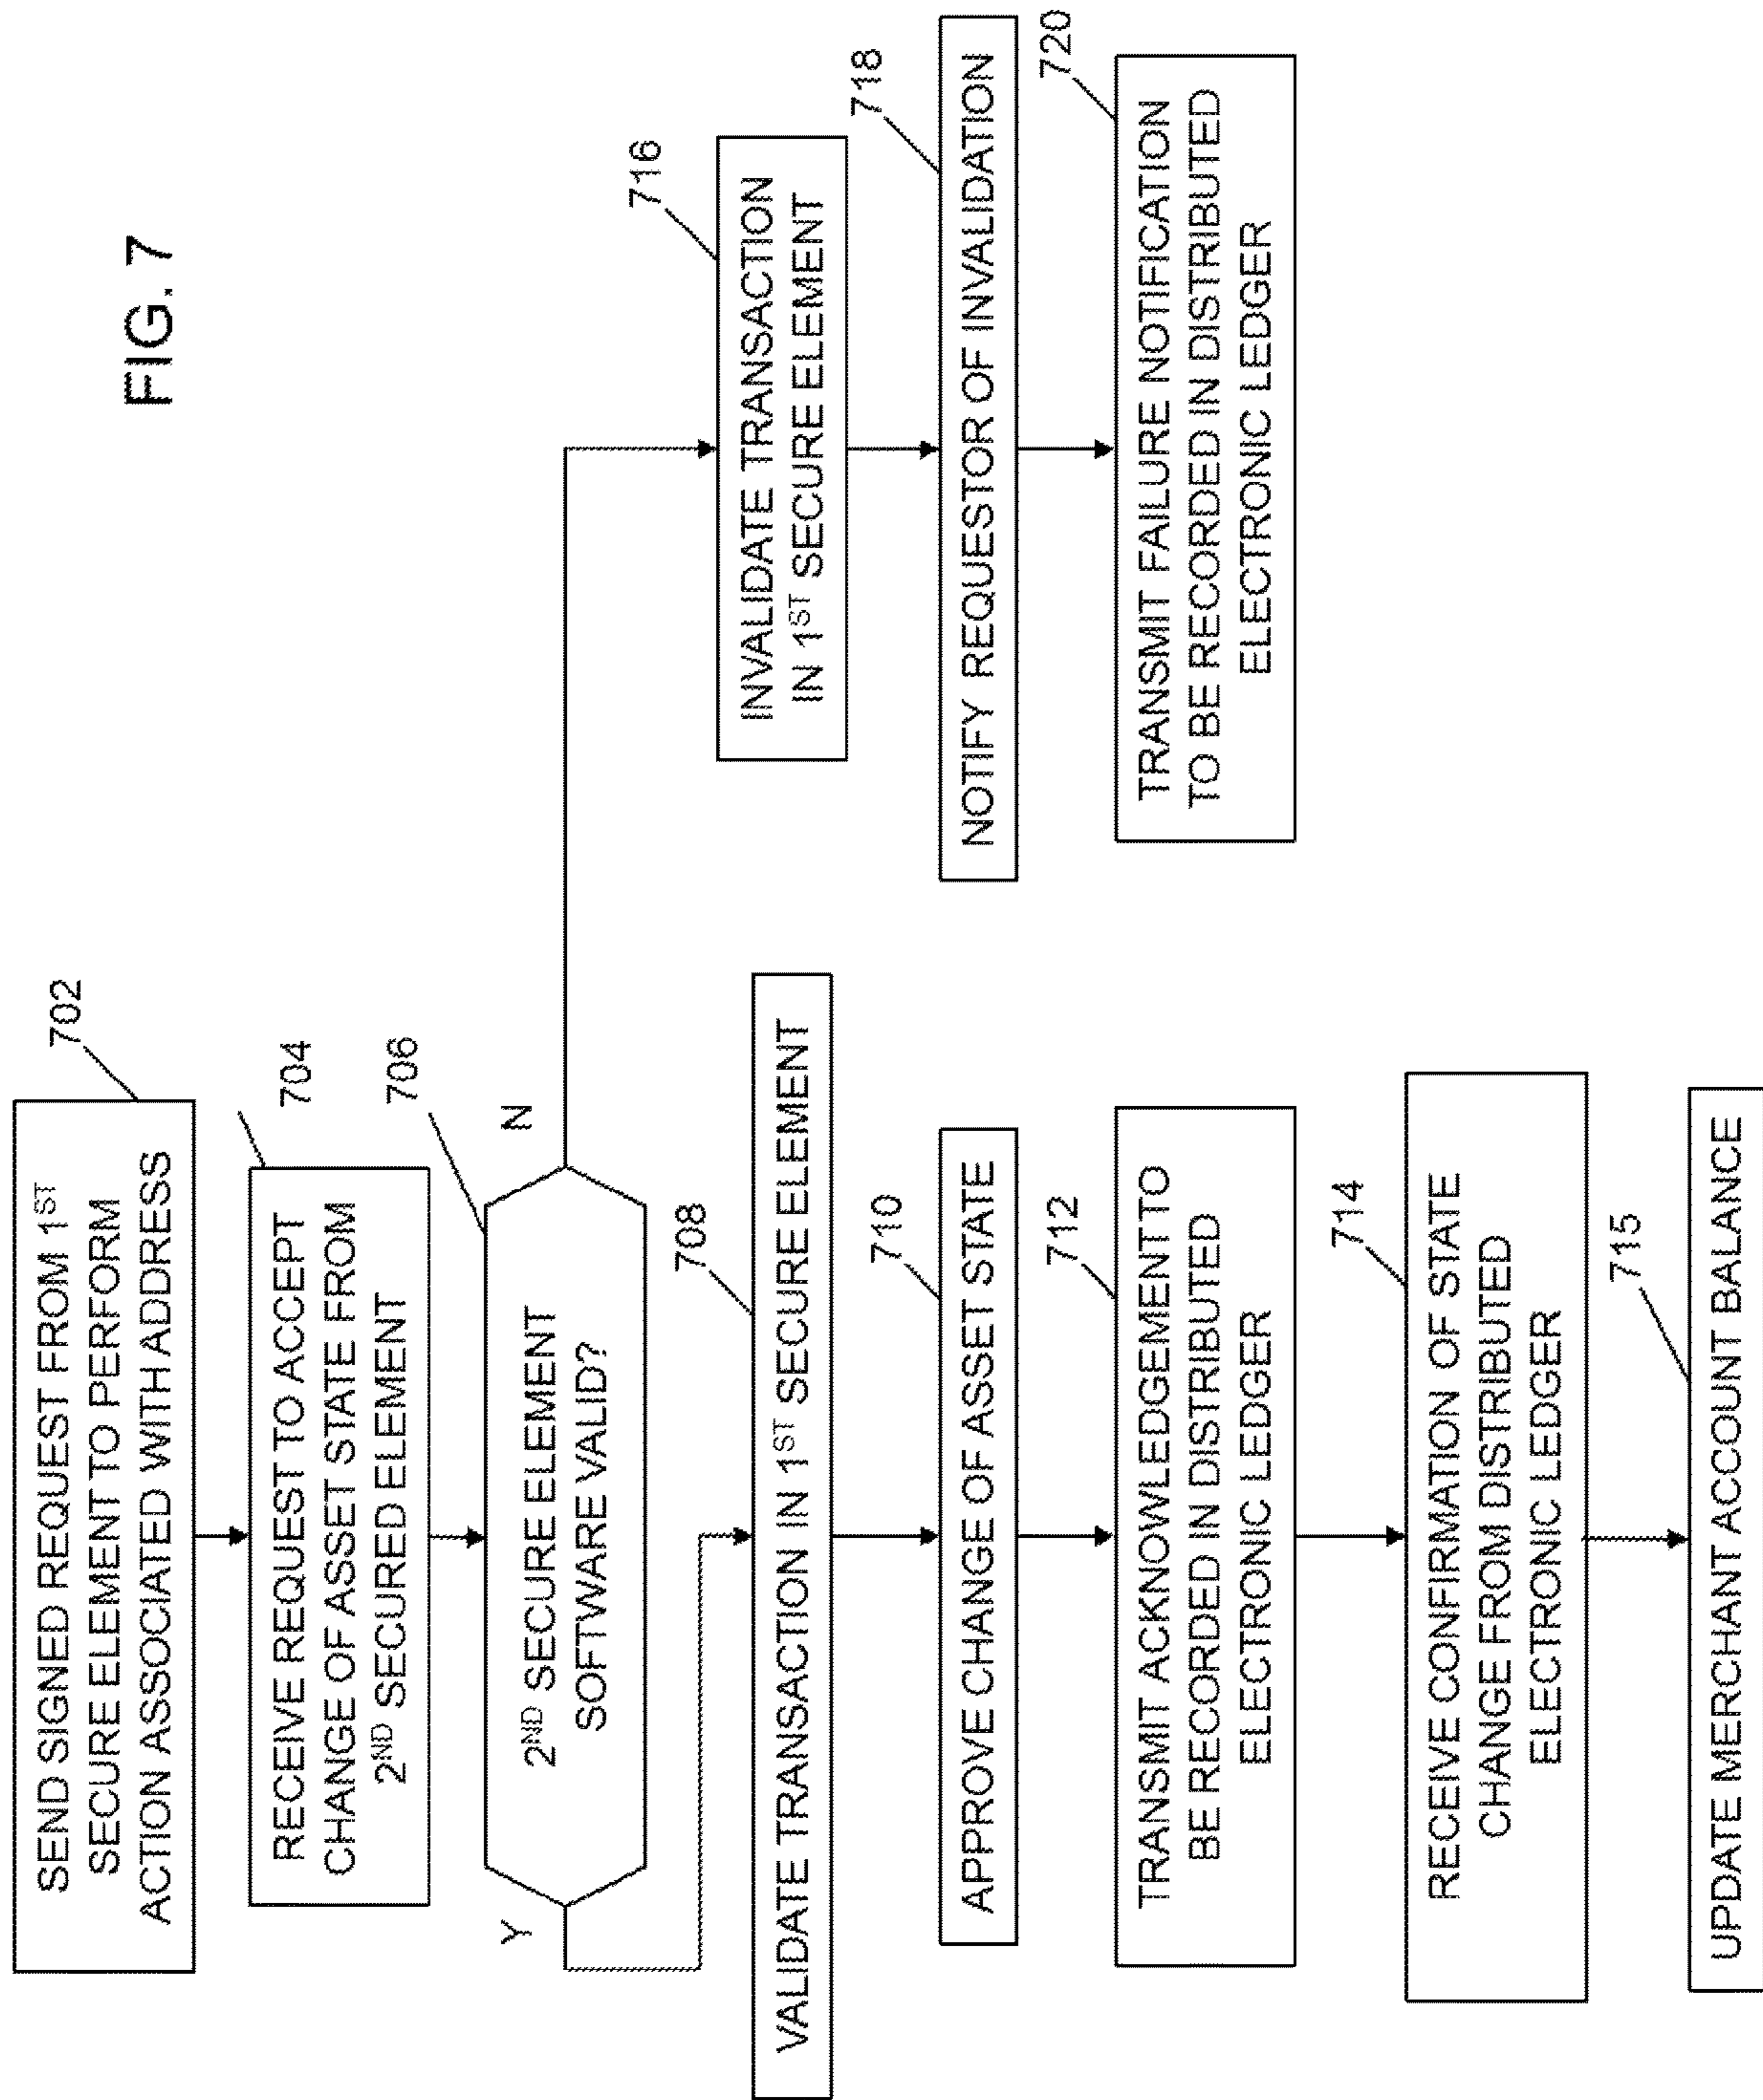 FIG. 7
702
SEND SIGNED REQUEST FROM 1ST
SECURE ELEMENT TO PERFORM
ACTION ASSOCIATED WITH ADDRESS
704
RECEIVE REQUEST TO ACCEPT
CHANGE OF ASSET STATE FROM
2ND SECURED ELEMENT
706
2ND SECURE ELEMENT
SOFTWARE VALID?
Y
N
708
VALIDATE TRANSACTION IN 1ST SECURE ELEMENT
710
APPROVE CHANGE OF ASSET STATE
712
TRANSMIT ACKNOWLEDGEMENT TO
BE RECORDED IN DISTRIBUTED
ELECTRONIC LEDGER
714
RECEIVE CONFIRMATION OF STATE
CHANGE FROM DISTRIBUTED
ELECTRONIC LEDGER
715
UPDATE MERCHANT ACCOUNT BALANCE
716
INVALIDATE TRANSACTION
IN 1ST SECURE ELEMENT
718
NOTIFY REQUESTOR OF INVALIDATION
720
TRANSMIT FAILURE NOTIFICATION
TO BE RECORDED IN DISTRIBUTED
ELECTRONIC LEDGER